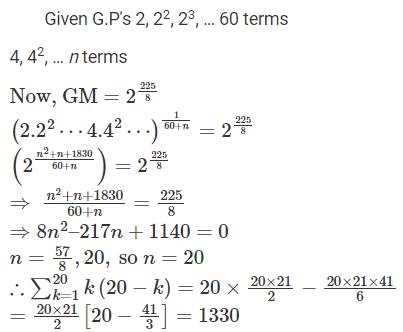 Given G.P's 2, 2², 2³, ... 60 terms
4, 4², ... n terms
Now, GM = 2^(225/8)
(2.2² ⋯ 4.4² ⋯)^(1/(60+n)) = 2^(225/8)
(2^((n²+n+1830)/(60+n))) = 2^(225/8)
⇒ (n²+n+1830)/(60+n) = 225/8
⇒ 8n²–217n + 1140 = 0
n = 57/8, 20, so n = 20
∴ ∑_{k=1}^{20} k (20 − k) = 20 × (20×21)/2 − (20×21×41)/6
= (20×21)/2 [20 − 41/3] = 1330